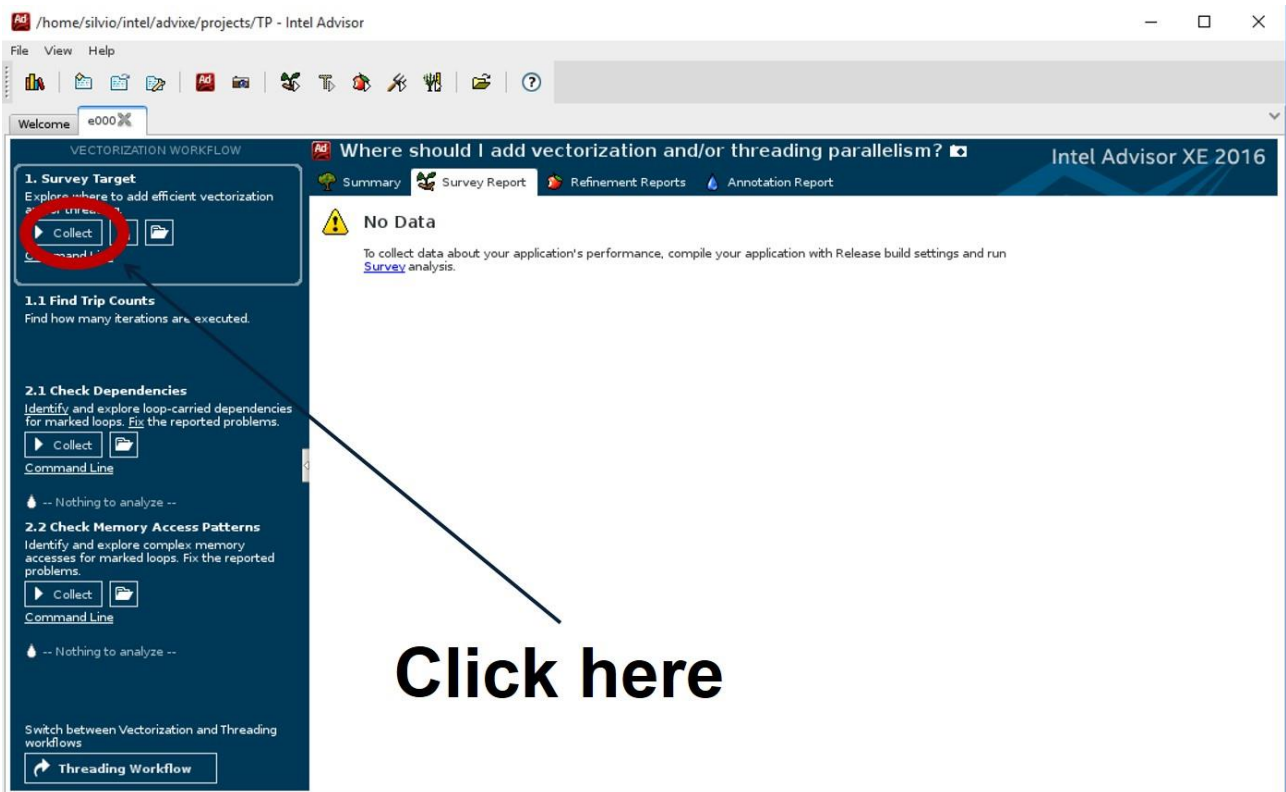 /home/silvio/intel/advixe/projects/TP - Intel Advisor
File View Help
Welcome e000
VECTORIZATION WORKFLOW
Where should I add vectorization and/or threading parallelism?
Intel Advisor XE 2016
Summary Survey Report Refinement Reports Annotation Report
1. Survey Target
Explore where to add efficient vectorization
threading.
Collect
Command Line
No Data
To collect data about your application's performance, compile your application with Release build settings and run
Survey analysis.
1.1 Find Trip Counts
Find how many iterations are executed.
2.1 Check Dependencies
Identify and explore loop-carried dependencies
for marked loops. Fix the reported problems.
Collect
Command Line
-- Nothing to analyze --
2.2 Check Memory Access Patterns
Identify and explore complex memory
accesses for marked loops. Fix the reported
problems.
Collect
Command Line
-- Nothing to analyze --
Click here
Switch between Vectorization and Threading
workflows
Threading Workflow